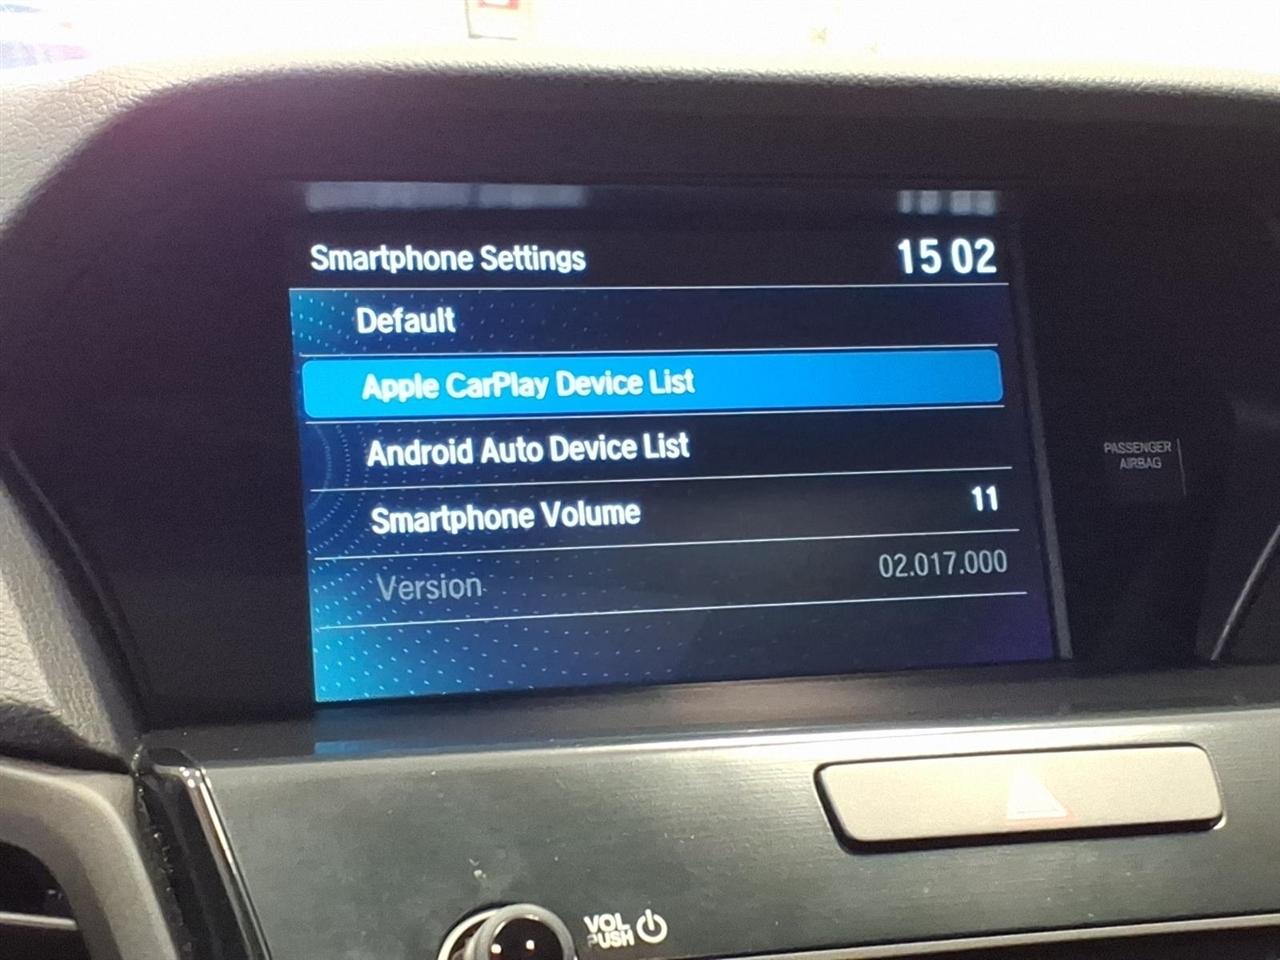 Smartphone Settings 15 02
Default
Apple CarPlay Device List
Android Auto Device List
Smartphone Volume 11
Version 02.017.000
PASSENGER
AIRBAG
VOL
PUSH